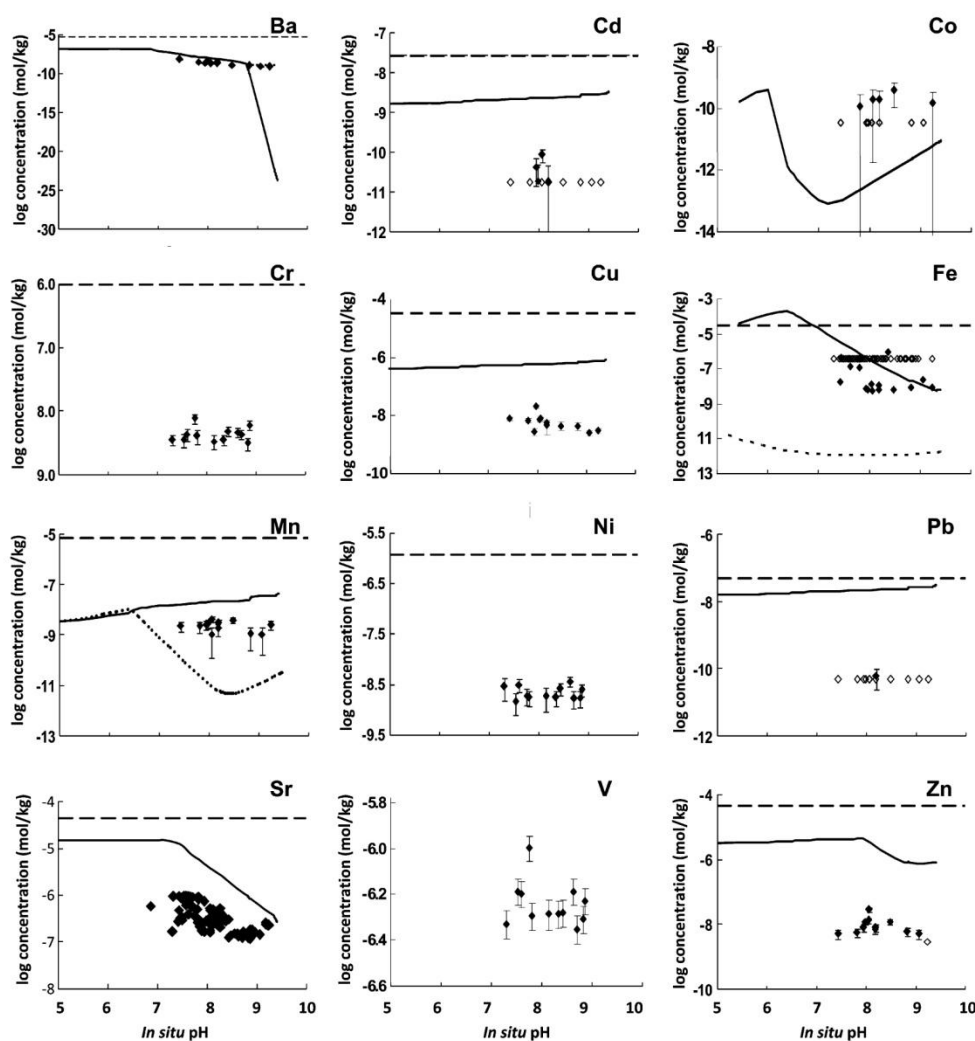 Ba
log concentration (mol/kg)
-5
-10
-15
-20
-25
-30
Cd
log concentration (mol/kg)
-7
-8
-9
-10
-11
-12
Co
log concentration (mol/kg)
-8
-10
-12
-14
Cr
log concentration (mol/kg)
6.0
7.0
8.0
9.0
Cu
log concentration (mol/kg)
-4
-6
-8
-10
Fe
log concentration (mol/kg)
-3
-5
-7
-9
11
13
Mn
log concentration (mol/kg)
-5
-7
-9
-11
-13
Ni
log concentration (mol/kg)
-5.5
-6.5
-7.5
-8.5
-9.5
Pb
log concentration (mol/kg)
-6
-8
-10
-12
Sr
log concentration (mol/kg)
-4
-5
-6
-7
-8
5 6 7 8 9 10
In situ pH
V
log concentration (mol/kg)
-5.8
-6.0
-6.2
-6.4
-6.6
5 6 7 8 9 10
In situ pH
Zn
log concentration (mol/kg)
-4
-6
-8
-10
5 6 7 8 9 10
In situ pH